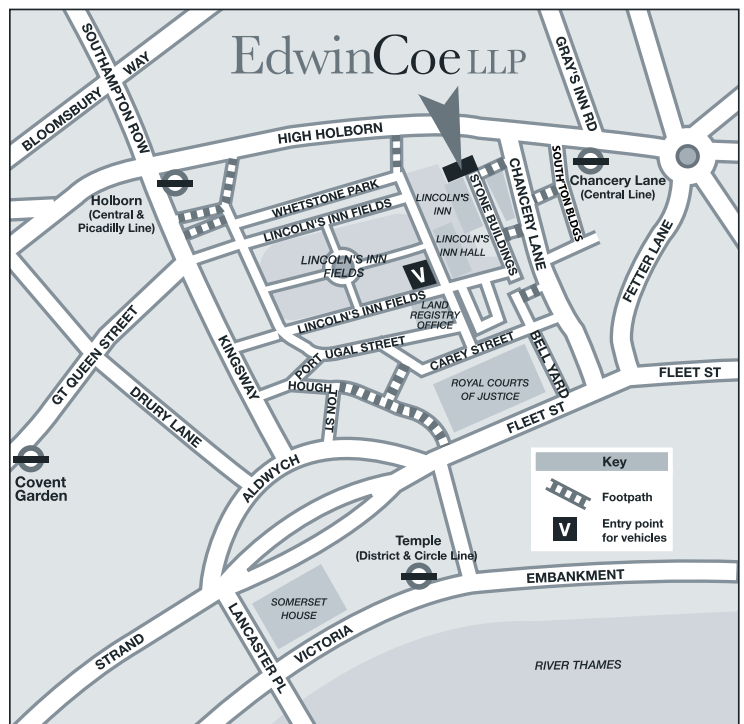 EdwinCoe LLP
SOUTHAMPTON ROW
BLOOMSBURY WAY
GRAY'S INN RD
HIGH HOLBORN
Holborn
(Central &
Picadilly Line)
Chancery Lane
(Central Line)
WHETSTONE PARK
LINCOLN'S INN FIELDS
LINCOLN'S
INN
STONE BUILDINGS
CHANCERY LANE
SOUTH'TON BLDGS
LINCOLN'S
INN HALL
LINCOLN'S INN
FIELDS
V
FETTER LANE
LINCOLN'S INN FIELDS
LAND
REGISTRY
OFFICE
GT QUEEN STREET
KINGSWAY
PORT UGAL STREET
CAREY STREET
BELL YARD
DRURY LANE
HOUGH
TON ST
ROYAL COURTS
OF JUSTICE
FLEET ST
FLEET ST
Covent
Garden
ALDWYCH
Key
Footpath
V
Entry point
for vehicles
Temple
(District & Circle Line)
EMBANKMENT
SOMERSET
HOUSE
STRAND
LANCASTER PL
VICTORIA
RIVER THAMES